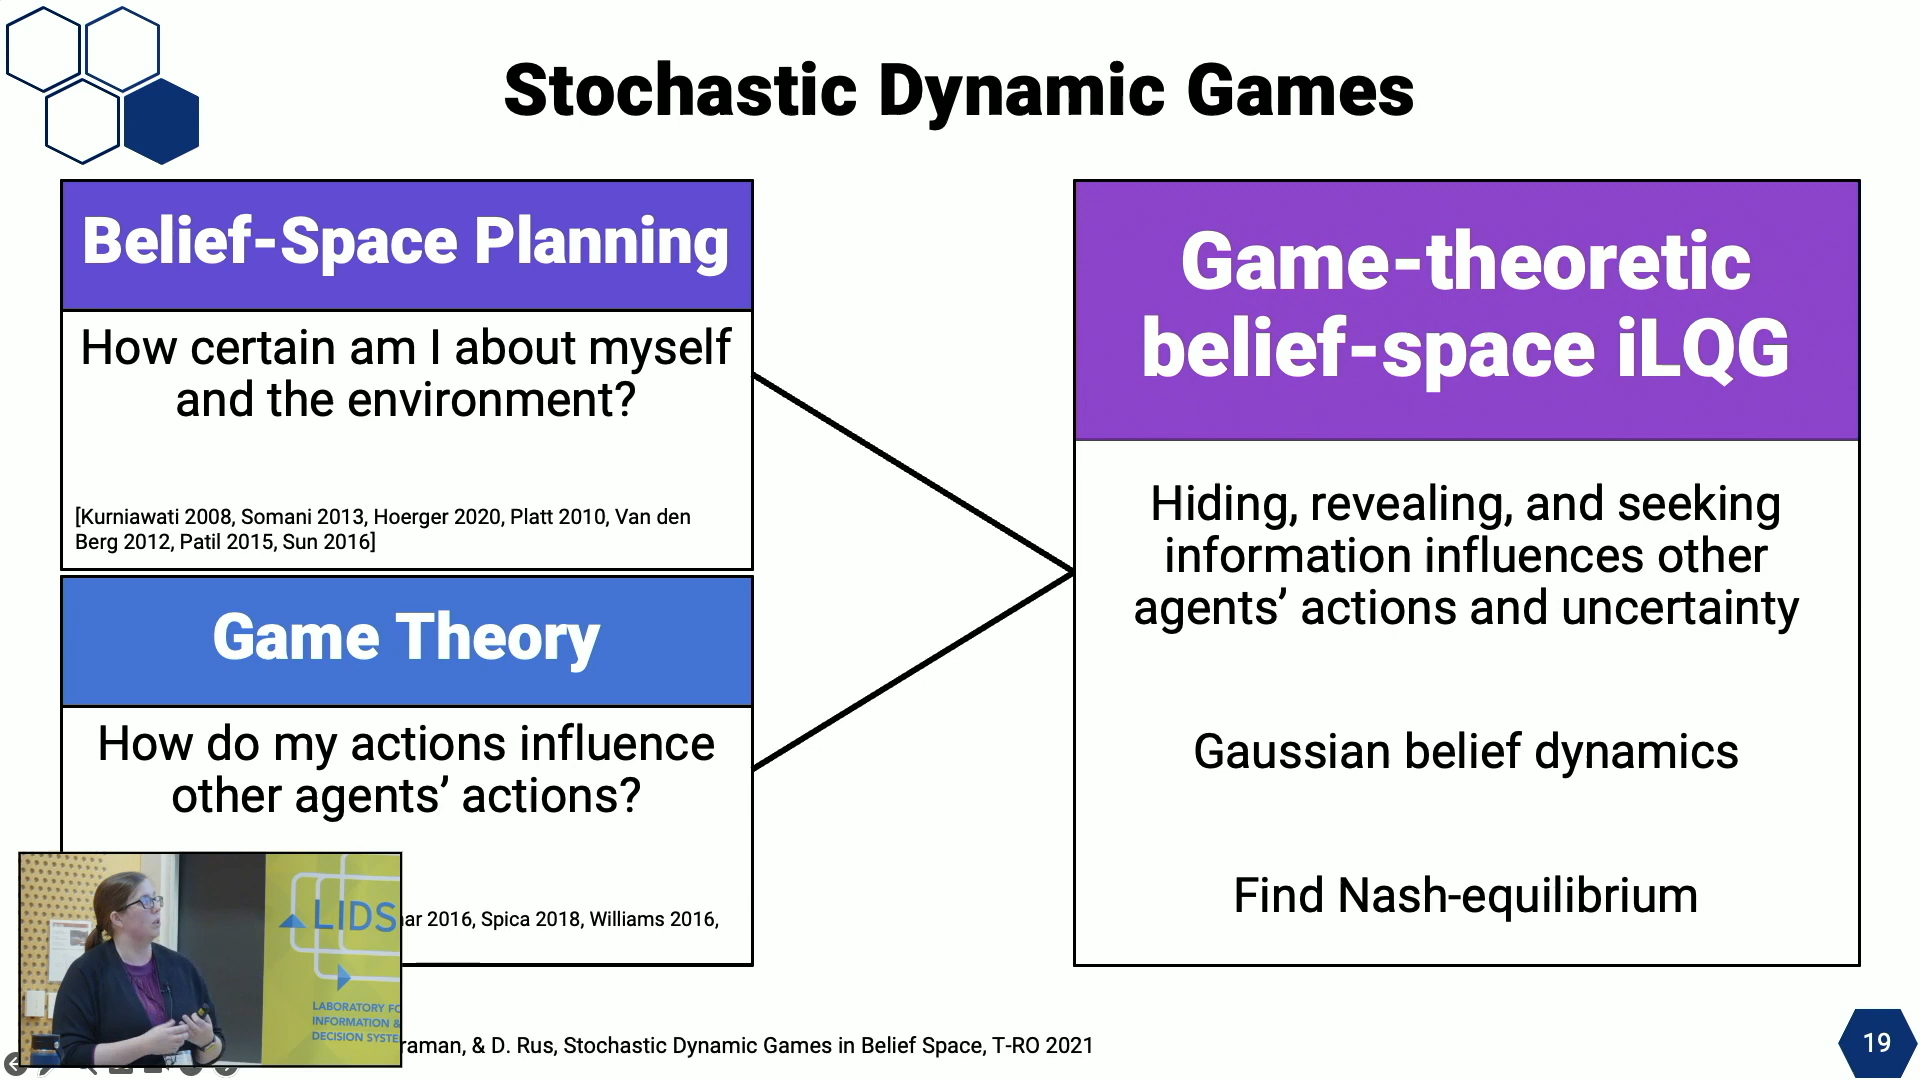 Stochastic Dynamic Games
Belief-Space Planning
How certain am I about myself
and the environment?
[Kurniawati 2008, Somani 2013, Hoerger 2020, Platt 2010, Van den
Berg 2012, Patil 2015, Sun 2016]
Game Theory
How do my actions influence
other agents’ actions?
2016, Spica 2018, Williams 2016,
Game-theoretic
belief-space iLQG
Hiding, revealing, and seeking
information influences other
agents’ actions and uncertainty
Gaussian belief dynamics
Find Nash-equilibrium
LIDS
LABORATORY
INFORMATION &
DECISION
& D. Rus, Stochastic Dynamic Games in Belief Space, T-RO 2021
19